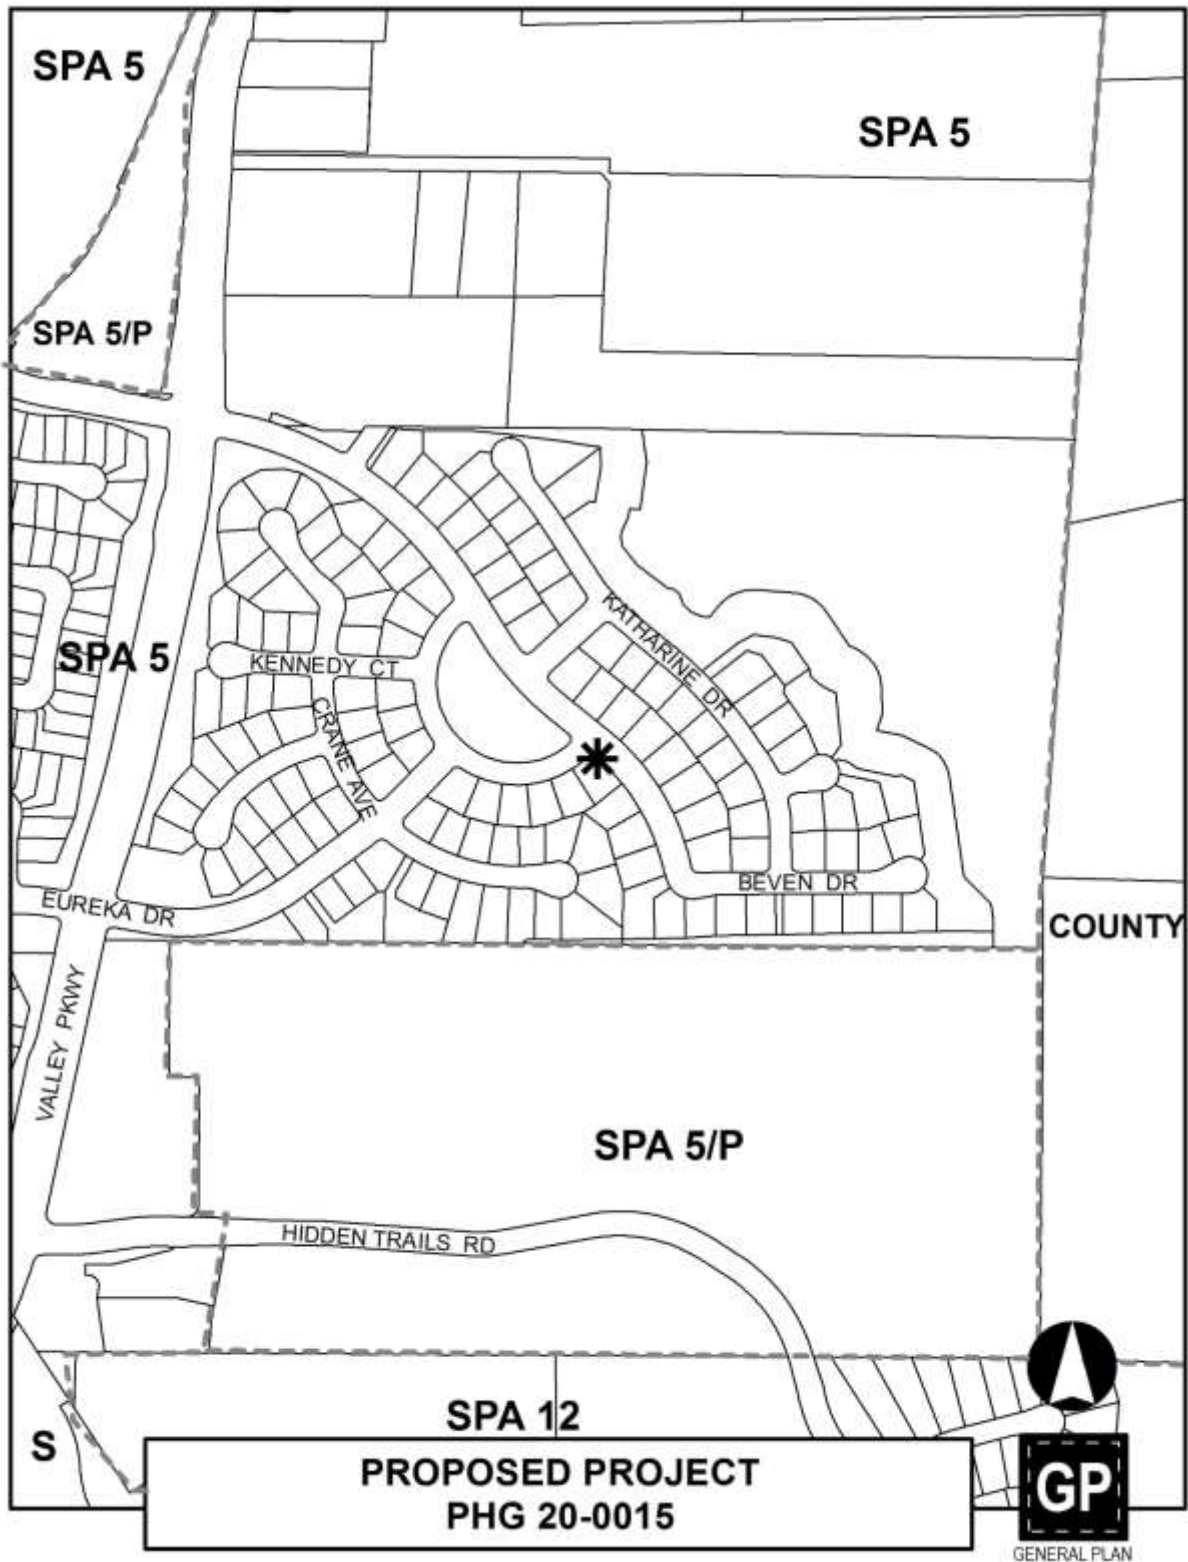 SPA 5
SPA 5
SPA 5/P
KATHARINE DR
SPA 5
KENNEDY CT
CRANE AVE
BEVEN DR
EUREKA DR
COUNTY
VALLEY PKWY
SPA 5/P
HIDDEN TRAILS RD
SPA 12
S
PROPOSED PROJECT
PHG 20-0015
GP
GENERAL PLAN